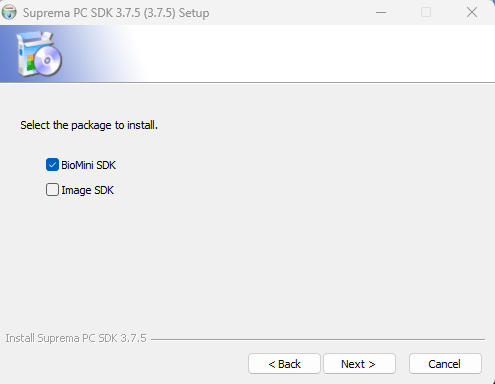 Suprema PC SDK 3.7.5 (3.7.5) Setup
Select the package to install.
BioMini SDK
Image SDK
Install Suprema PC SDK 3.7.5
< Back
Next >
Cancel